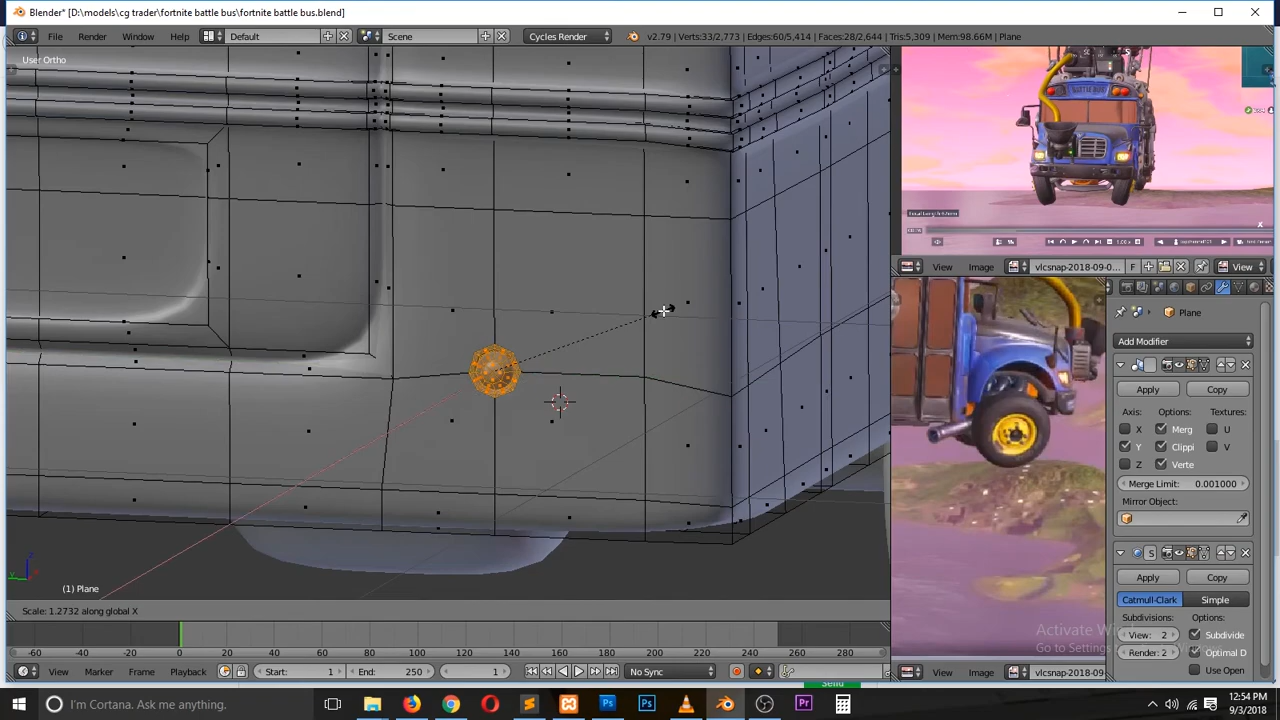 Blender* [D:\models\cg trader\fortnite battle bus\fortnite battle bus.blend]
File Render Window Help Default Scene Cycles Render v2.79 | Verts:33/2,773 | Edges:60/5,414 | Faces:28/2,644 | Tris:5,309 | Mem:98.66M | Plane
User Ortho
BATTLE BUS
View Image vlcsnap-2018-09-0... F View
Plane
Add Modifier
Apply Copy
Axis: Options: Textures:
X Merg U
Y Clippi V
Z Verte
Merge Limit: 0.001000
Mirror Object:
S
Apply Copy
Catmull-Clark Simple
Subdivisions: Options:
View: 2 Subdivide
Render: 2 Optimal D
Use Open
Activate Win
Go to Settings to
(1) Plane
Scale: 1.2732 along global X
-60 -40 -20 0 20 40 60 80 100 120 140 160 180 200 220 240 260 280
View Marker Frame Playback Start: 1 End: 250 1 No Sync
View Image vlcsnap-2018-09
Send
I'm Cortana. Ask me anything.
12:54 PM
9/3/2018